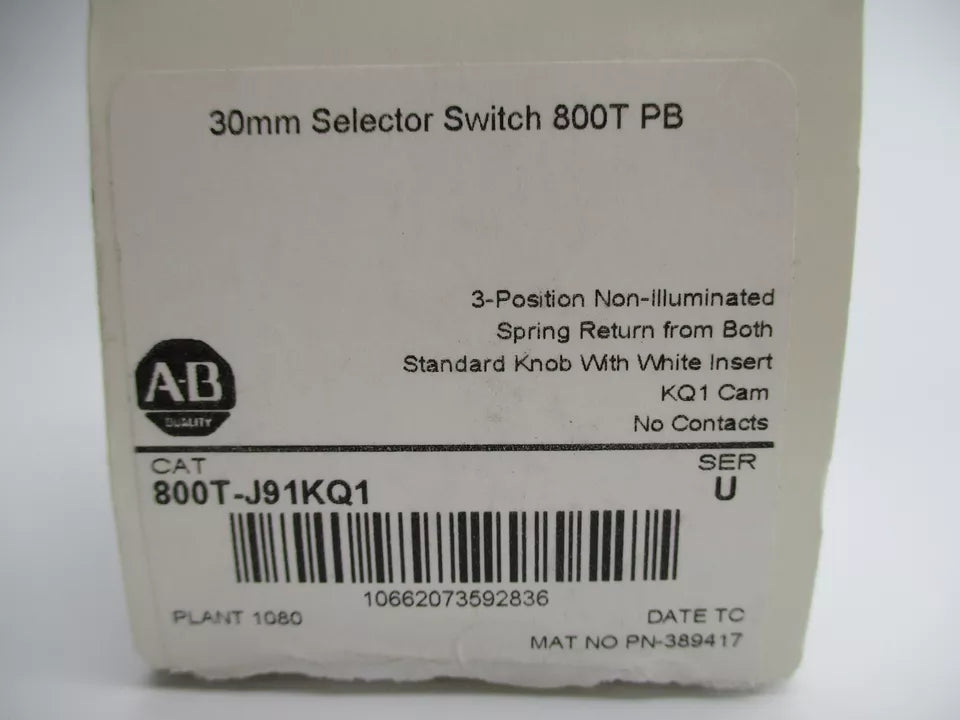 30mm Selector Switch 800T PB
3-Position Non-Illuminated
Spring Return from Both
Standard Knob With White Insert
KQ1 Cam
No Contacts
A-B
QUALITY
CAT
SER
800T-J91KQ1
U
10662073592836
PLANT 1080
DATE TC
MAT NO PN-389417